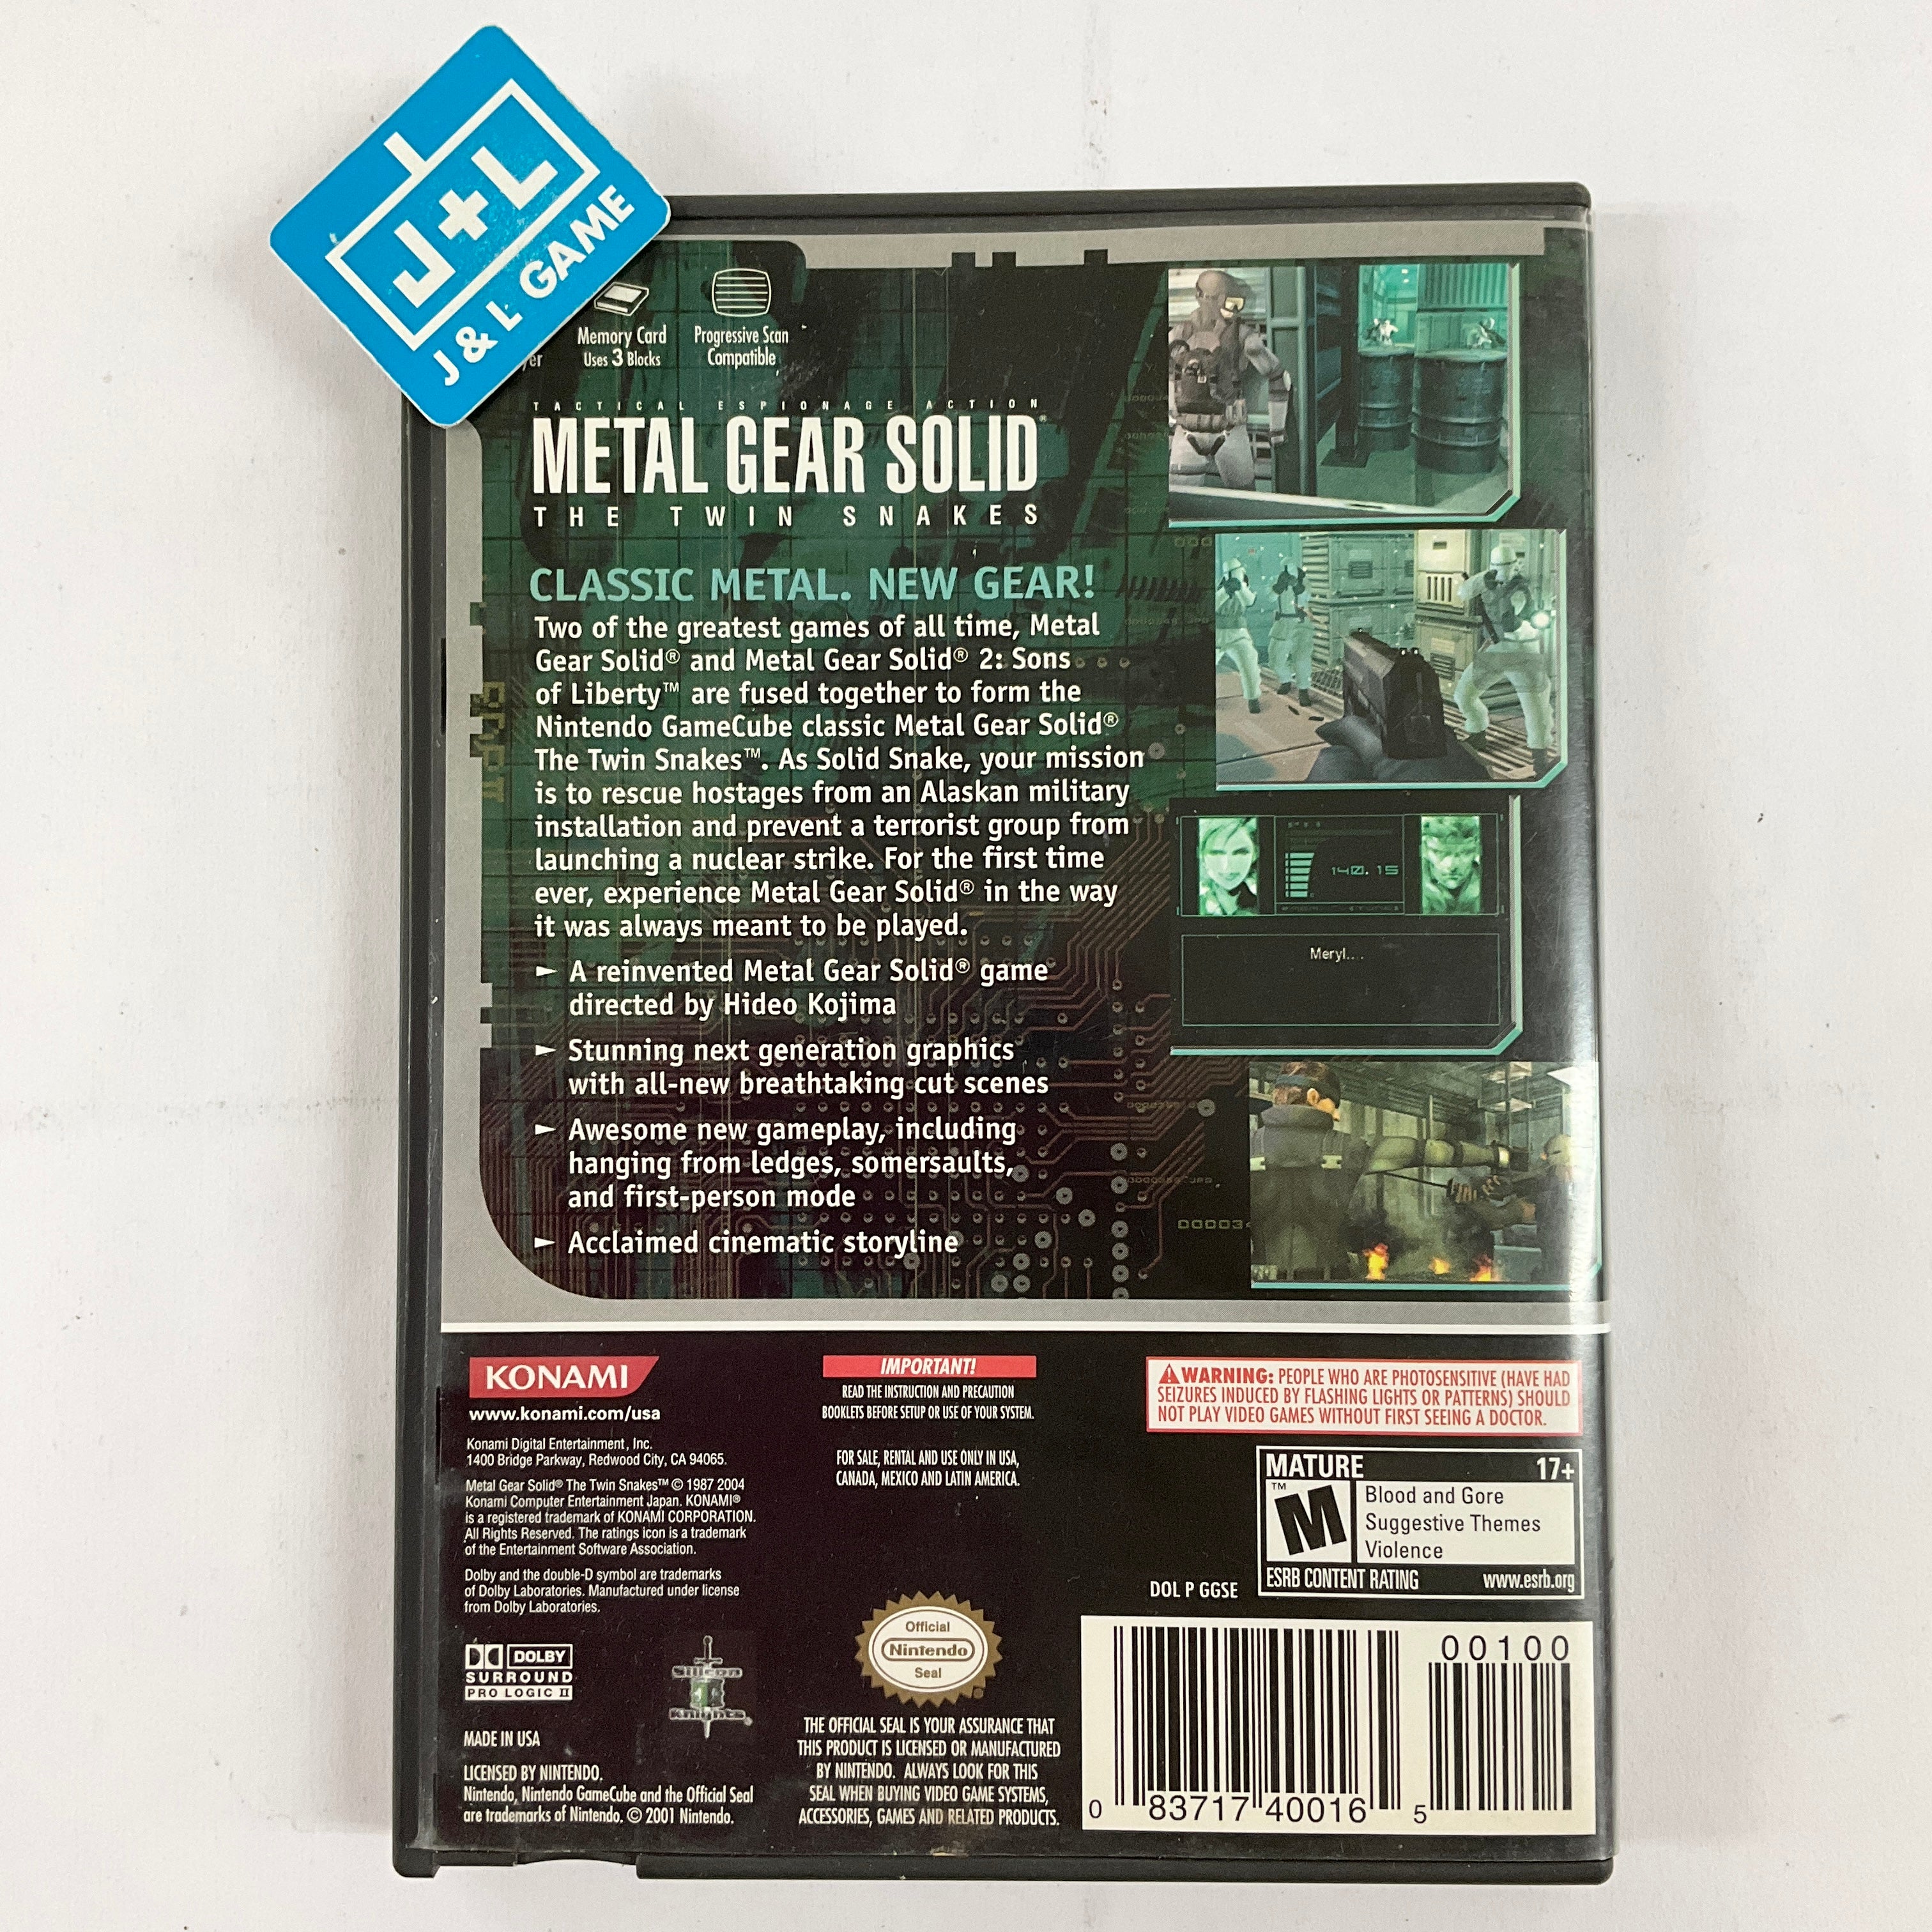 J+L
J & L GAME
Memory Card
Uses 3 Blocks
Progressive Scan
Compatible
TACTICAL ESPIONAGE ACTION
METAL GEAR SOLID®
THE TWIN SNAKES
CLASSIC METAL. NEW GEAR!
Two of the greatest games of all time, Metal
Gear Solid® and Metal Gear Solid® 2: Sons
of Liberty™ are fused together to form the
Nintendo GameCube classic Metal Gear Solid®
The Twin Snakes™. As Solid Snake, your mission
is to rescue hostages from an Alaskan military
installation and prevent a terrorist group from
launching a nuclear strike. For the first time
ever, experience Metal Gear Solid® in the way
it was always meant to be played.
► A reinvented Metal Gear Solid® game
directed by Hideo Kojima
► Stunning next generation graphics
with all-new breathtaking cut scenes
► Awesome new gameplay, including
hanging from ledges, somersaults,
and first-person mode
► Acclaimed cinematic storyline
140.15
Meryl....
KONAMI
www.konami.com/usa
Konami Digital Entertainment, Inc.
1400 Bridge Parkway, Redwood City, CA 94065.
Metal Gear Solid® The Twin Snakes™ © 1987 2004
Konami Computer Entertainment Japan. KONAMI®
is a registered trademark of KONAMI CORPORATION.
All Rights Reserved. The ratings icon is a trademark
of the Entertainment Software Association.
Dolby and the double-D symbol are trademarks
of Dolby Laboratories. Manufactured under license
from Dolby Laboratories.
DOLBY
SURROUND
PRO LOGIC II
Silicon
Knights
MADE IN USA
LICENSED BY NINTENDO.
Nintendo, Nintendo GameCube and the Official Seal
are trademarks of Nintendo. © 2001 Nintendo.
IMPORTANT!
READ THE INSTRUCTION AND PRECAUTION
BOOKLETS BEFORE SETUP OR USE OF YOUR SYSTEM.
FOR SALE, RENTAL AND USE ONLY IN USA,
CANADA, MEXICO AND LATIN AMERICA.
Official
Nintendo
Seal
THE OFFICIAL SEAL IS YOUR ASSURANCE THAT
THIS PRODUCT IS LICENSED OR MANUFACTURED
BY NINTENDO. ALWAYS LOOK FOR THIS
SEAL WHEN BUYING VIDEO GAME SYSTEMS,
ACCESSORIES, GAMES AND RELATED PRODUCTS.
WARNING: PEOPLE WHO ARE PHOTOSENSITIVE (HAVE HAD
SEIZURES INDUCED BY FLASHING LIGHTS OR PATTERNS) SHOULD
NOT PLAY VIDEO GAMES WITHOUT FIRST SEEING A DOCTOR.
MATURE 17+
M™
Blood and Gore
Suggestive Themes
Violence
ESRB CONTENT RATING www.esrb.org
DOL P GGSE
00100
0 83717 40016 5